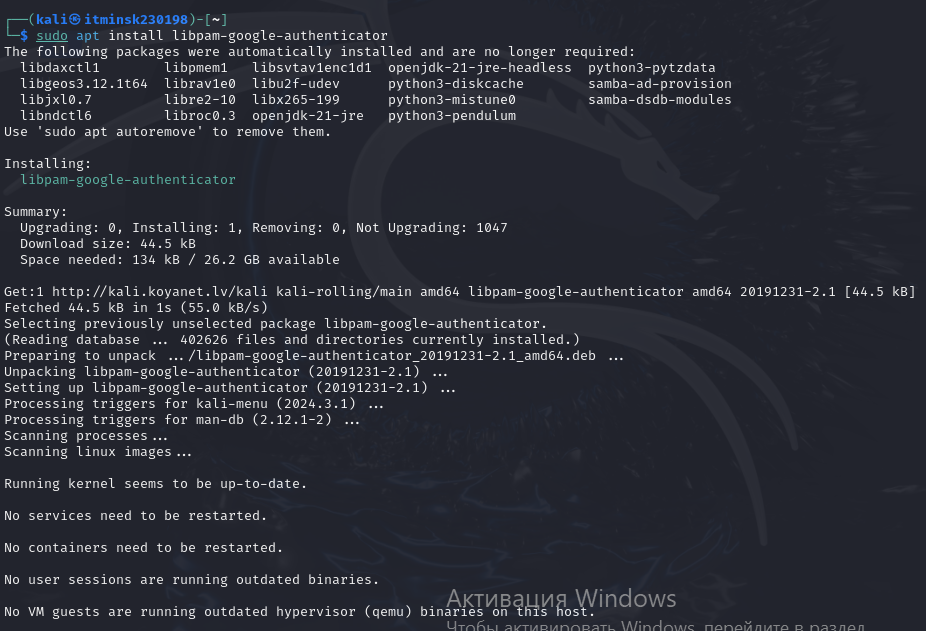 ┌──(kali㉿itminsk230198)-[~]
└─$ sudo apt install libpam-google-authenticator
The following packages were automatically installed and are no longer required:
  libdaxctl1        libpmem1   libsvtav1enc1d1  openjdk-21-jre-headless  python3-pytzdata
  libgeos3.12.1t64  librav1e0  libu2f-udev      python3-diskcache        samba-ad-provision
  libjxl0.7         libre2-10  libx265-199      python3-mistune0         samba-dsdb-modules
  libndctl6         libroc0.3  openjdk-21-jre   python3-pendulum
Use 'sudo apt autoremove' to remove them.

Installing:
  libpam-google-authenticator

Summary:
  Upgrading: 0, Installing: 1, Removing: 0, Not Upgrading: 1047
  Download size: 44.5 kB
  Space needed: 134 kB / 26.2 GB available

Get:1 http://kali.koyanet.lv/kali kali-rolling/main amd64 libpam-google-authenticator amd64 20191231-2.1 [44.5 kB]
Fetched 44.5 kB in 1s (55.0 kB/s)
Selecting previously unselected package libpam-google-authenticator.
(Reading database ... 402626 files and directories currently installed.)
Preparing to unpack .../libpam-google-authenticator_20191231-2.1_amd64.deb ...
Unpacking libpam-google-authenticator (20191231-2.1) ...
Setting up libpam-google-authenticator (20191231-2.1) ...
Processing triggers for kali-menu (2024.3.1) ...
Processing triggers for man-db (2.12.1-2) ...
Scanning processes...
Scanning linux images...

Running kernel seems to be up-to-date.

No services need to be restarted.

No containers need to be restarted.

No user sessions are running outdated binaries.

No VM guests are running outdated hypervisor (qemu) binaries on this host.
Активация Windows
Чтобы активировать Windows, перейдите в раздел